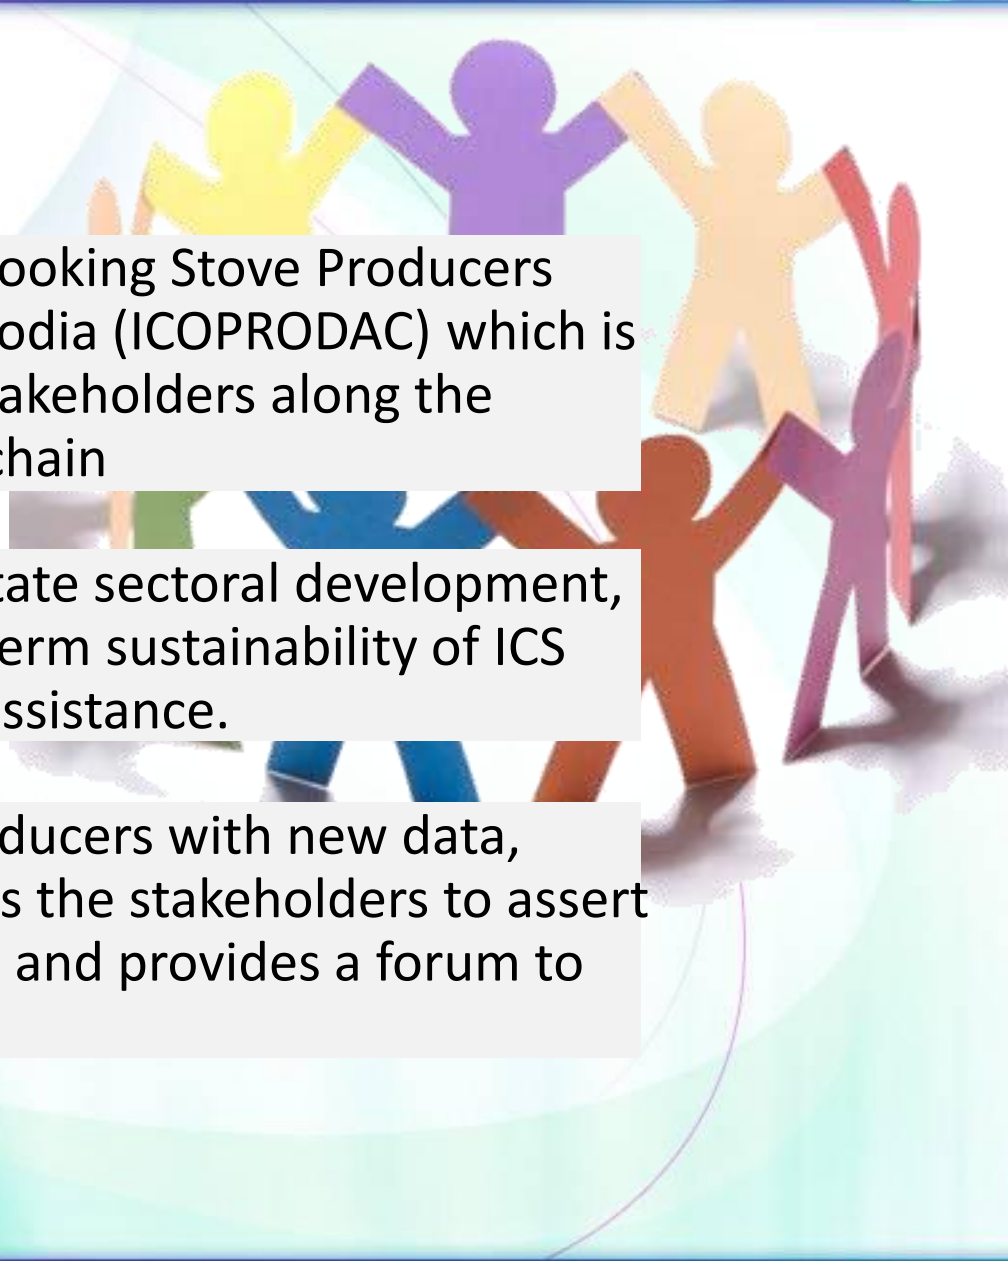 ooking Stove Producers
odia (ICOPRODAC) which is
akeholders along the
chain
tate sectoral development,
erm sustainability of ICS
ssistance.
ducers with new data,
s the stakeholders to assert
and provides a forum to